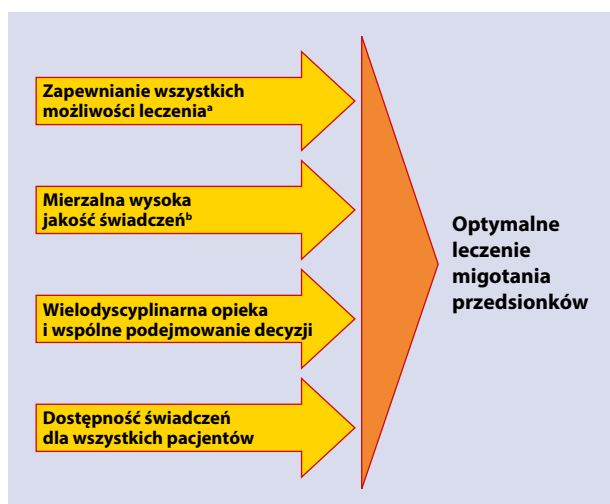 Zapewnianie wszystkich
możliwości leczeniaᵃ
Mierzalna wysoka
jakość świadczeńᵇ
Wielodyscyplinarna opieka
i wspólne podejmowanie decyzji
Dostępność świadczeń
dla wszystkich pacjentów
Optymalne
leczenie
migotania
przedsionków